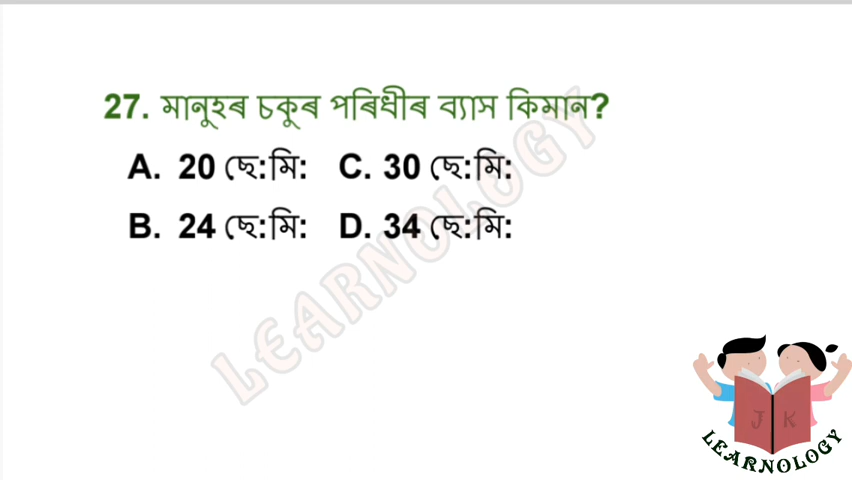 27. মানুহৰ চকুৰ পৰিধীৰ ব্যাস কিমান?
A. 20 ছে:মি: C. 30 ছে:মি:
B. 24 ছে:মি: D. 34 ছে:মি:
LEARNOLOGY
J K
LEARNOLOGY